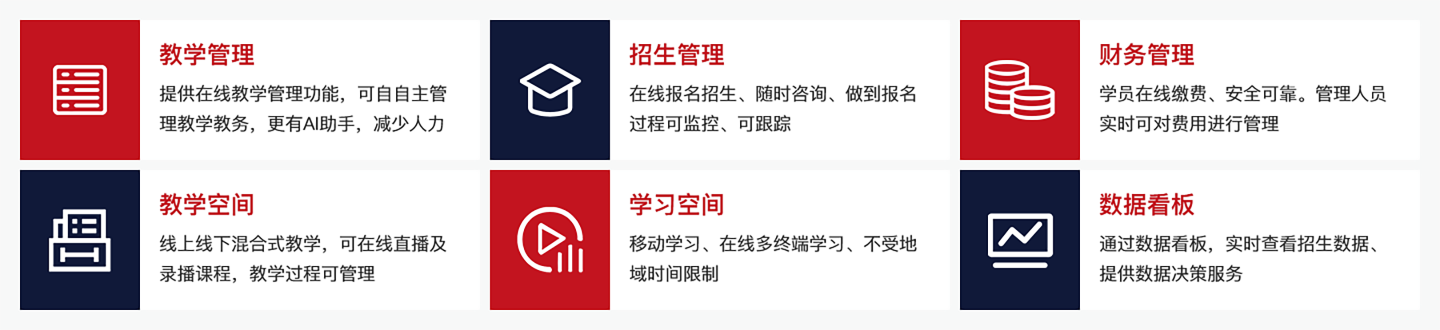 教学管理
提供在线教学管理功能，可自自主管
理教学教务，更有AI助手，减少人力
招生管理
在线报名招生、随时咨询、做到报名
过程可监控、可跟踪
财务管理
学员在线缴费、安全可靠。管理人员
实时可对费用进行管理
教学空间
线上线下混合式教学，可在线直播及
录播课程，教学过程可管理
学习空间
移动学习、在线多终端学习、不受地
域时间限制
数据看板
通过数据看板，实时查看招生数据、
提供数据决策服务